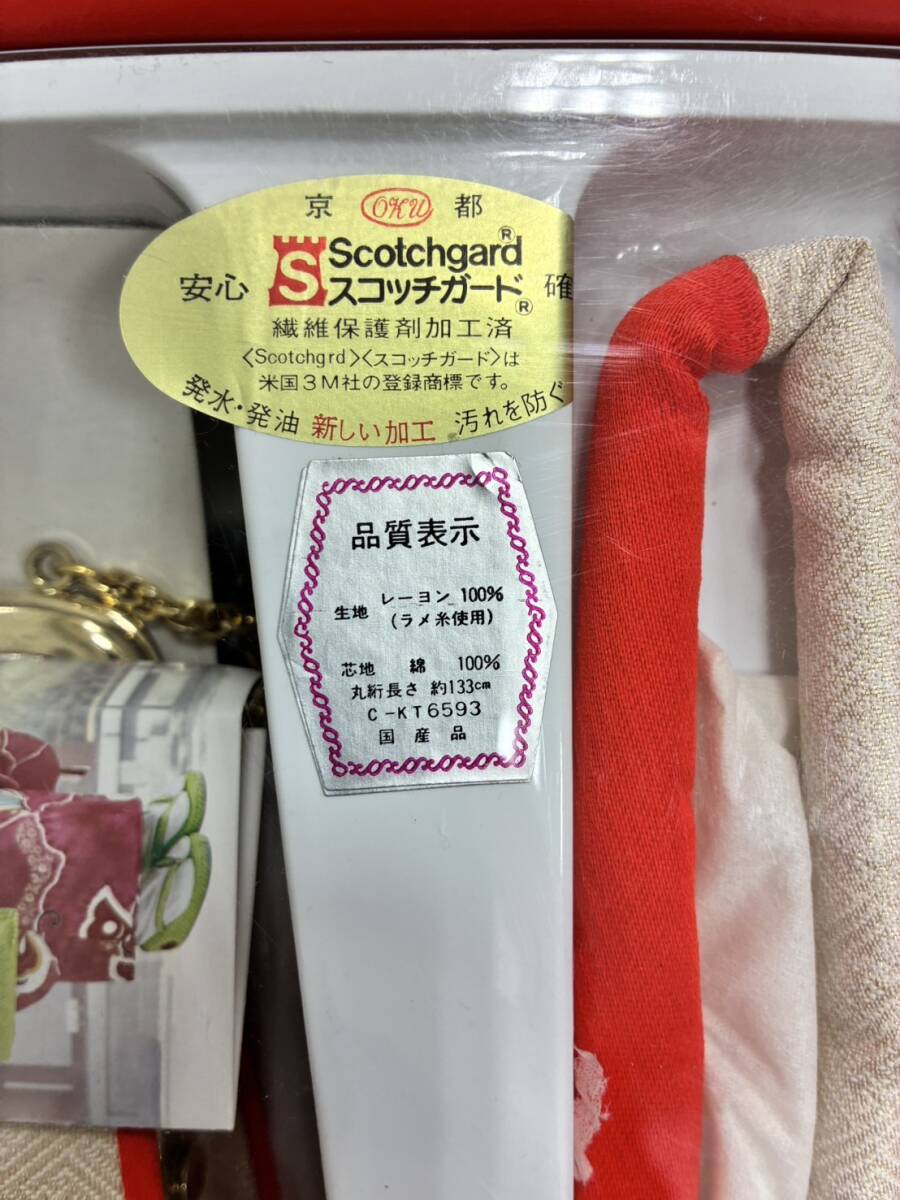 京 OKU 都
Scotchgard®
安心 S スコッチガード® 確
繊維保護剤加工済
〈Scotchgrd〉〈スコッチガード〉は
米国3M社の登録商標です。
発水・発油 新しい加工 汚れを防ぐ
品質表示
生地 レーヨン 100%
(ラメ糸使用)
芯地 綿 100%
丸絎長さ 約133cm
C-KT6593
国産品